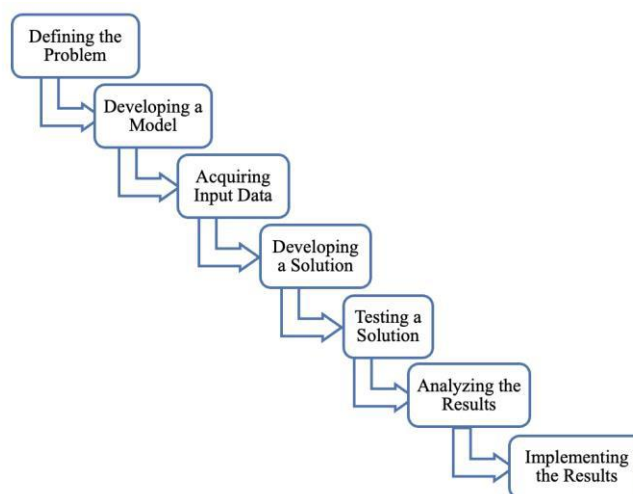 Defining the
Problem
Developing a
Model
Acquiring
Input Data
Developing
a Solution
Testing a
Solution
Analyzing the
Results
Implementing
the Results